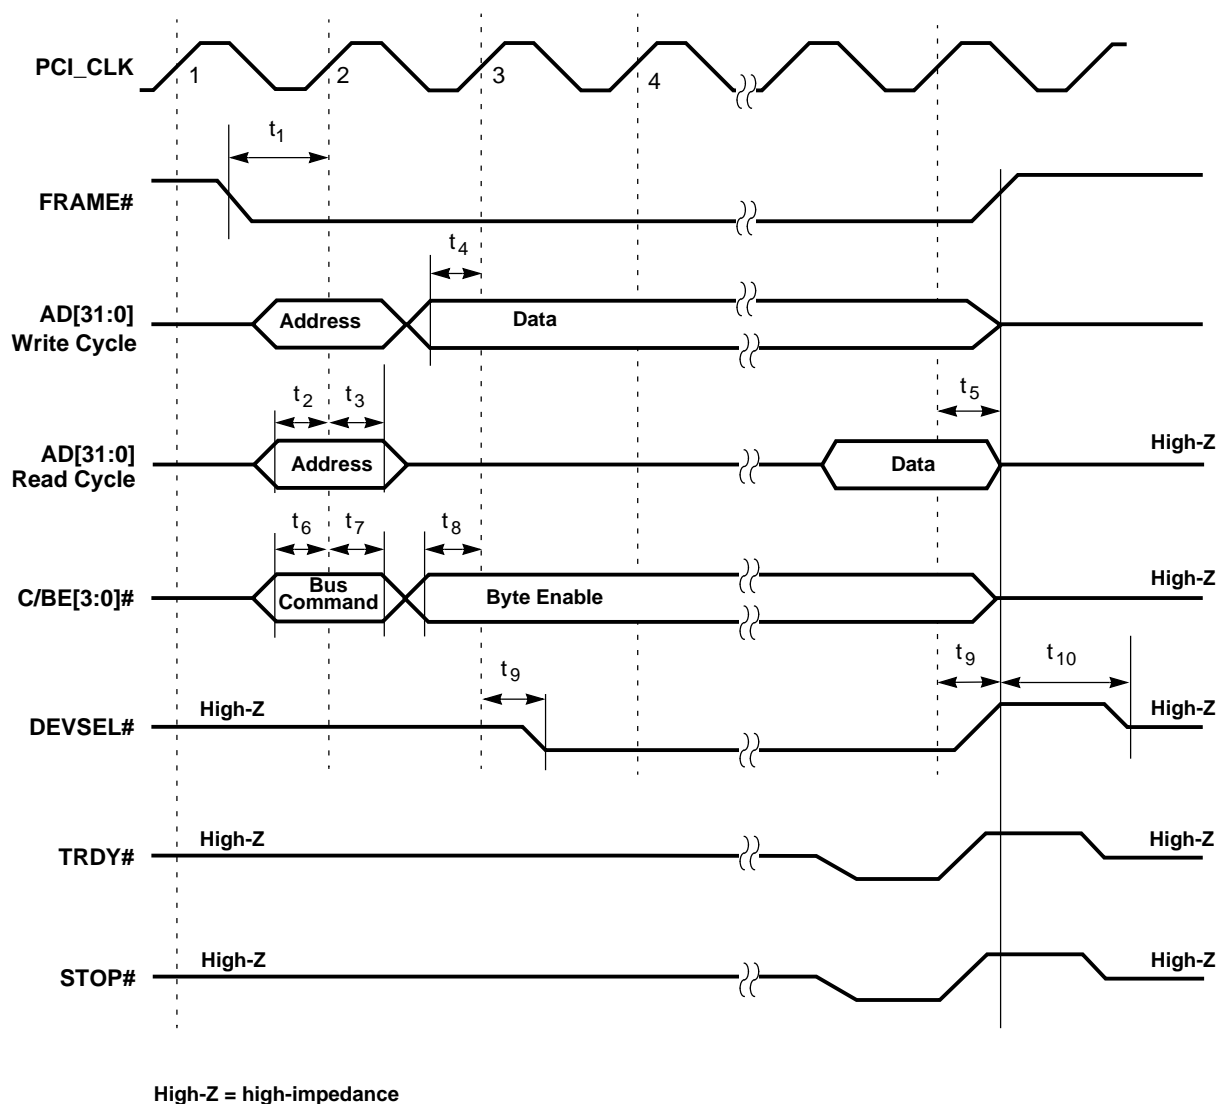 PCI_CLK
1
2
3
4
t1
FRAME#
t4
AD[31:0]
Write Cycle
Address
Data
t2
t3
t5
AD[31:0]
Read Cycle
Address
Data
High-Z
t6
t7
t8
C/BE[3:0]#
Bus
Command
Byte Enable
High-Z
t9
t9
t10
DEVSEL#
High-Z
High-Z
TRDY#
High-Z
High-Z
STOP#
High-Z
High-Z
High-Z = high-impedance